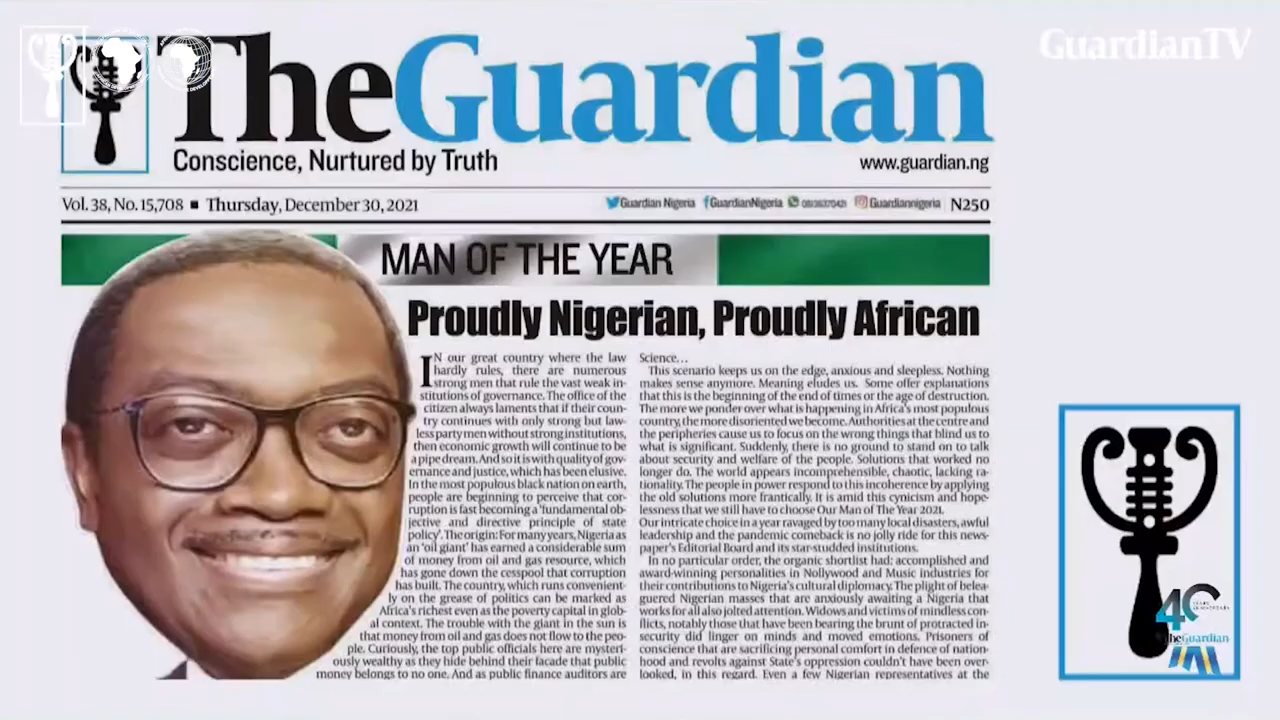 GuardianTV
The Guardian
Conscience, Nurtured by Truth
www.guardian.ng
Vol. 38, No. 15,708 ■ Thursday, December 30, 2021
Guardian Nigeria GuardianNigeria Guardiannigeria N250
MAN OF THE YEAR
Proudly Nigerian, Proudly African
IN our great country where the law
hardly rules, there are numerous
strong men that rule the vast weak in-
stitutions of governance. The office of the
citizen always laments that if their coun-
try continues with only strong but law-
less party men without strong institutions,
then economic growth will continue to be
a pipe dream. And so it is with quality of gov-
ernance and justice, which has been elusive.
In the most populous black nation on earth,
people are beginning to perceive that cor-
ruption is fast becoming a 'fundamental ob-
jective and directive principle of state
policy'. The origin: For many years, Nigeria as
an 'oil giant' has earned a considerable sum
of money from oil and gas resource, which
has gone down the cesspool that corruption
has built. The country, which runs convenient-
ly on the grease of politics can be marked as
Africa's richest even as the poverty capital in glob-
al context. The trouble with the giant in the sun is
that money from oil and gas does not flow to the peo-
ple. Curiously, the top public officials here are mysteri-
ously wealthy as they hide behind their facade that public
money belongs to no one. And as public finance auditors are
Science...
This scenario keeps us on the edge, anxious and sleepless. Nothing
makes sense anymore. Meaning eludes us. Some offer explanations
that this is the beginning of the end of times or the age of destruction.
The more we ponder over what is happening in Africa's most populous
country, the more disoriented we become. Authorities at the centre and
the peripheries cause us to focus on the wrong things that blind us to
what is significant. Suddenly, there is no ground to stand on to talk
about security and welfare of the people. Solutions that worked no
longer do. The world appears incomprehensible, chaotic, lacking ra-
tionality. The people in power respond to this incoherence by applying
the old solutions more frantically. It is amid this cynicism and hope-
lessness that we still have to choose Our Man of The Year 2021.
Our intricate choice in a year ravaged by too many local disasters, awful
leadership and the pandemic comeback is no jolly ride for this news-
paper's Editorial Board and its star-studded institutions.
In no particular order, the organic shortlist had: accomplished and
award-winning personalities in Nollywood and Music industries for
their contributions to Nigeria's cultural diplomacy. The plight of belea-
guered Nigerian masses that are anxiously awaiting a Nigeria that
works for all also jolted attention. Widows and victims of mindless con-
flicts, notably those that have been bearing the brunt of protracted in-
security did linger on minds and moved emotions. Prisoners of
conscience that are sacrificing personal comfort in defence of nation-
hood and revolts against State's oppression couldn't have been over-
looked, in this regard. Even a few Nigerian representatives at the
40
TheGuardian